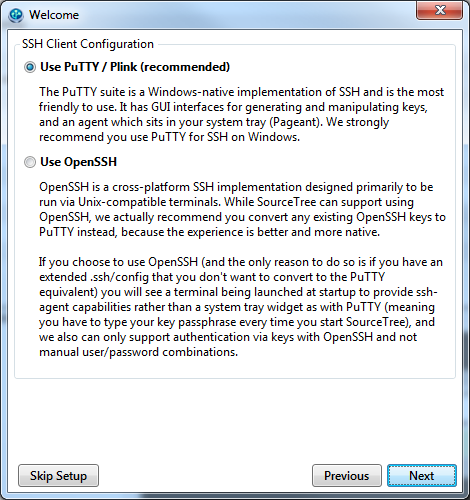 Welcome
SSH Client Configuration
Use PuTTY / Plink (recommended)
The PuTTY suite is a Windows-native implementation of SSH and is the most
friendly to use. It has GUI interfaces for generating and manipulating keys,
and an agent which sits in your system tray (Pageant). We strongly
recommend you use PuTTY for SSH on Windows.
Use OpenSSH
OpenSSH is a cross-platform SSH implementation designed primarily to be
run via Unix-compatible terminals. While SourceTree can support using
OpenSSH, we actually recommend you convert any existing OpenSSH keys to
PuTTY instead, because the experience is better and more native.
If you choose to use OpenSSH (and the only reason to do so is if you have an
extended .ssh/config that you don't want to convert to the PuTTY
equivalent) you will see a terminal being launched at startup to provide ssh-
agent capabilities rather than a system tray widget as with PuTTY (meaning
you have to type your key passphrase every time you start SourceTree), and
we also can only support authentication via keys with OpenSSH and not
manual user/password combinations.
Skip Setup
Previous
Next